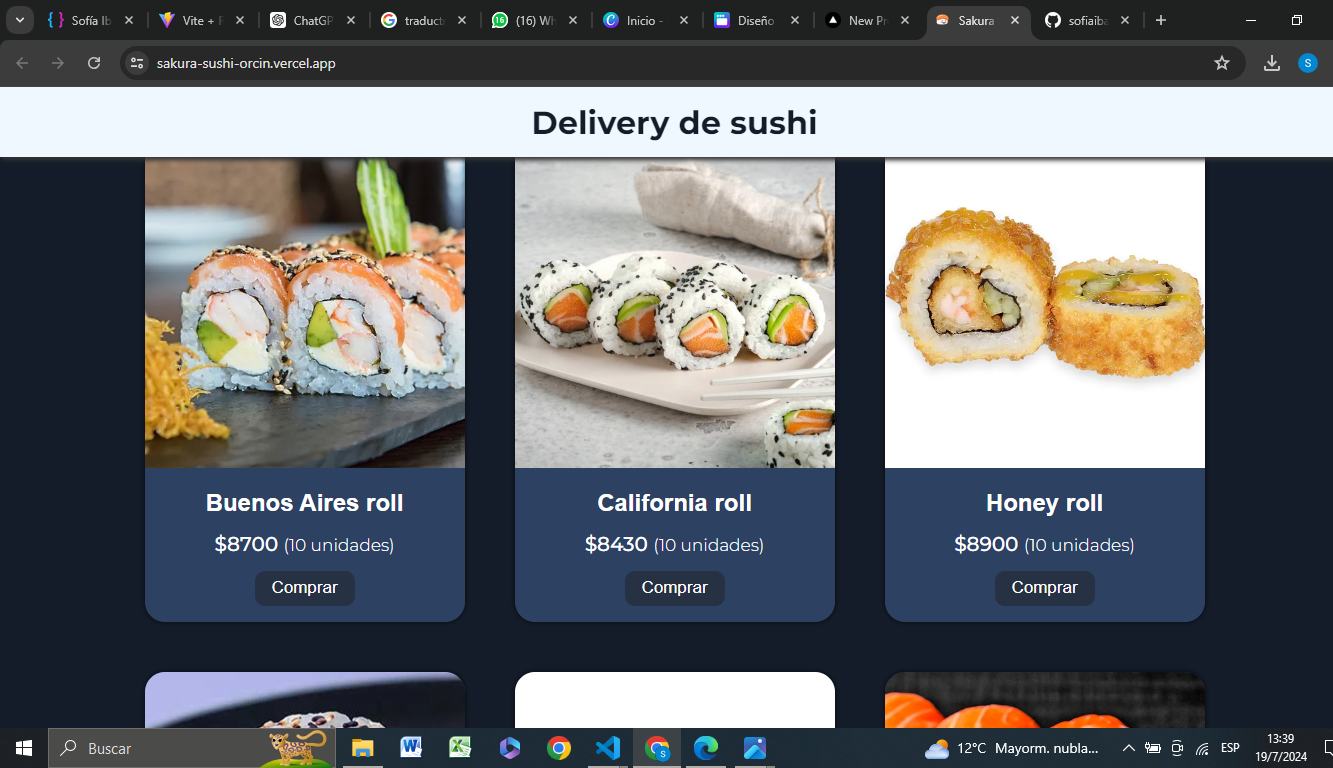 Sofía Ib
Vite + R
ChatGP
traducto
(16) Wh
Inicio -
Diseño
New Pr
Sakura
sofiaiba
sakura-sushi-orcin.vercel.app
S
Delivery de sushi
Buenos Aires roll
$8700 (10 unidades)
Comprar
California roll
$8430 (10 unidades)
Comprar
Honey roll
$8900 (10 unidades)
Comprar
Buscar
12°C Mayorm. nubla...
ESP
13:39
19/7/2024